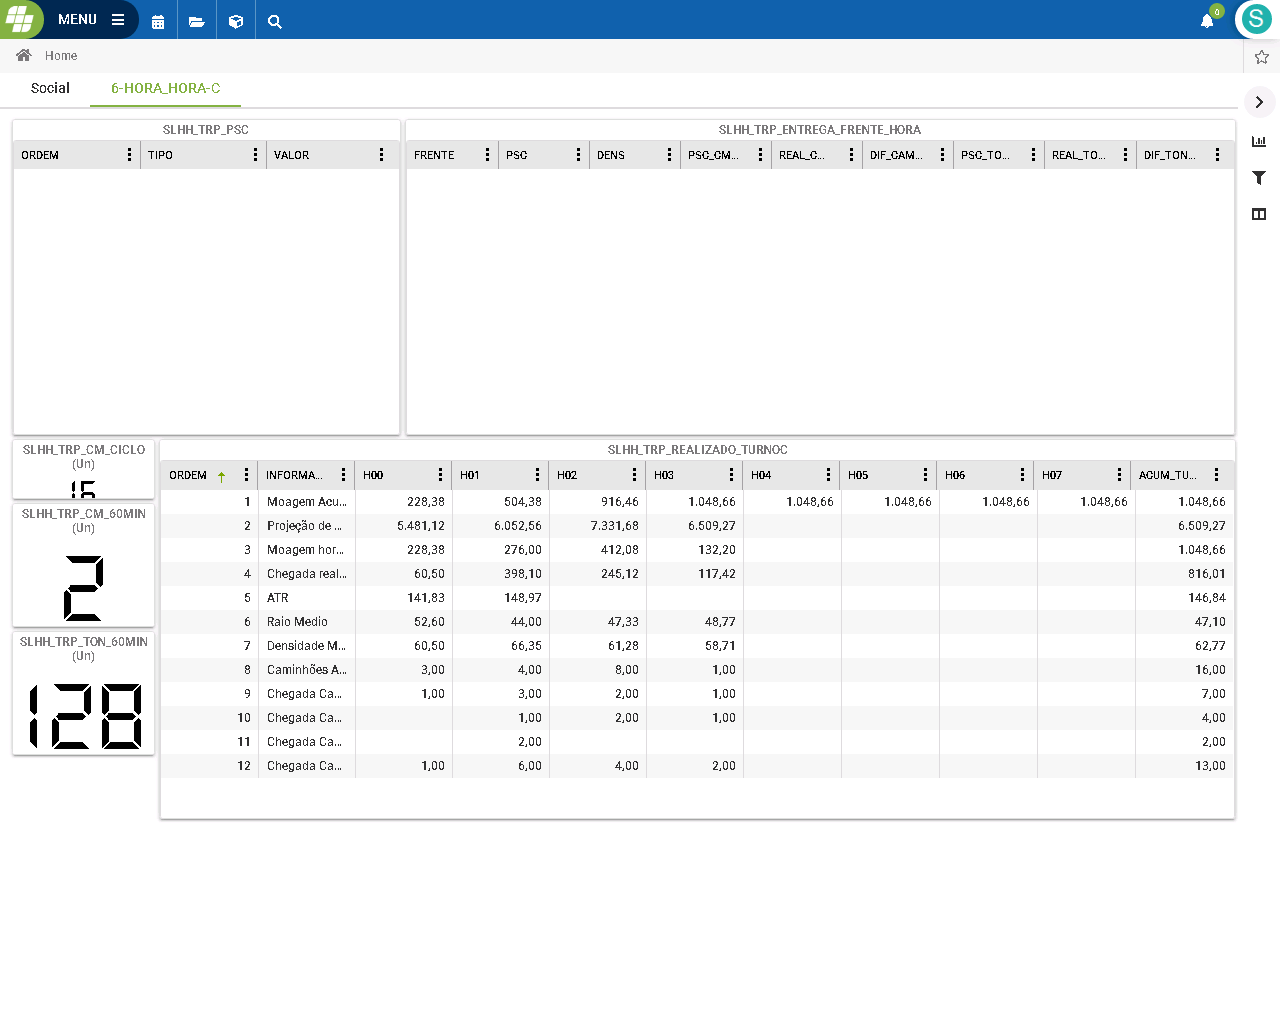 MENU
0
S
Home
Social 6-HORA_HORA-C
SLHH_TRP_PSC
ORDEM TIPO VALOR
SLHH_TRP_ENTREGA_FRENTE_HORA
FRENTE PSC DENS PSC_CM... REAL_C... DIF_CAM... PSC_TO... REAL_TO... DIF_TON...
SLHH_TRP_CM_CICLO
(Un)
16
SLHH_TRP_CM_60MIN
(Un)
2
SLHH_TRP_TON_60MIN
(Un)
128
SLHH_TRP_REALIZADO_TURNOC
ORDEM INFORMA... H00 H01 H02 H03 H04 H05 H06 H07 ACUM_TU...
1 Moagem Acu... 228,38 504,38 916,46 1.048,66 1.048,66 1.048,66 1.048,66 1.048,66 1.048,66
2 Projeção de ... 5.481,12 6.052,56 7.331,68 6.509,27 6.509,27
3 Moagem hor... 228,38 276,00 412,08 132,20 1.048,66
4 Chegada real... 60,50 398,10 245,12 117,42 816,01
5 ATR 141,83 148,97 146,84
6 Raio Medio 52,60 44,00 47,33 48,77 47,10
7 Densidade M... 60,50 66,35 61,28 58,71 62,77
8 Caminhões A... 3,00 4,00 8,00 1,00 16,00
9 Chegada Ca... 1,00 3,00 2,00 1,00 7,00
10 Chegada Ca... 1,00 2,00 1,00 4,00
11 Chegada Ca... 2,00 2,00
12 Chegada Ca... 1,00 6,00 4,00 2,00 13,00